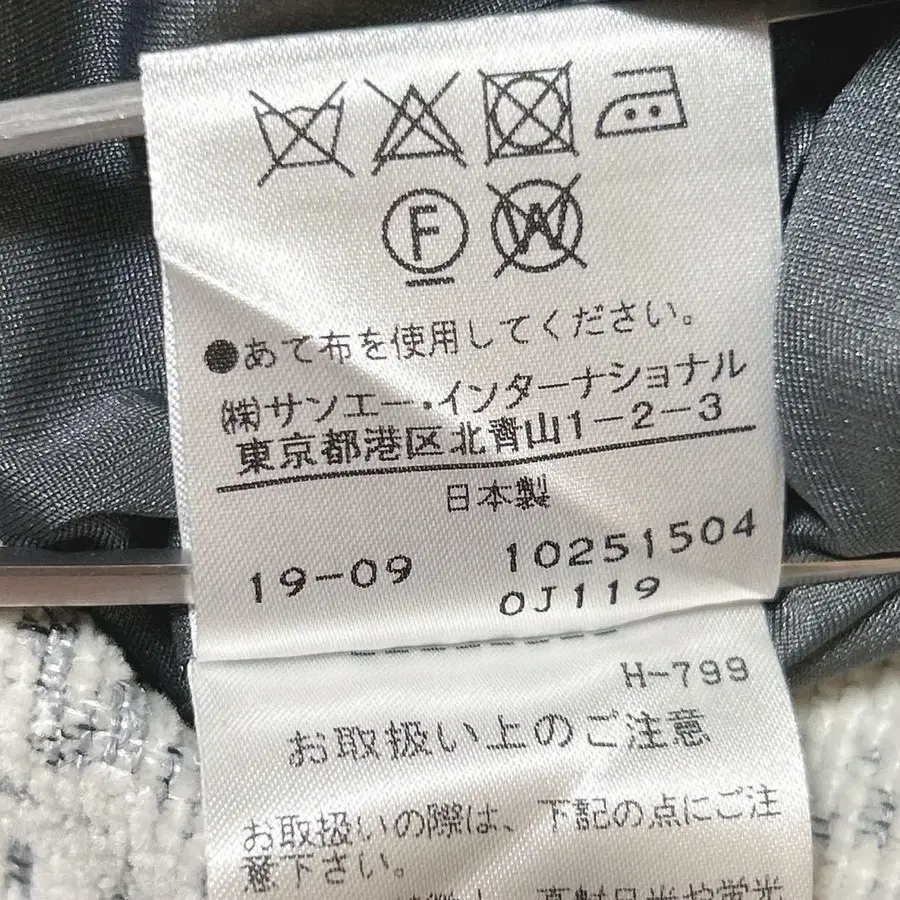 F W
●あて布を使用してください。
㈱サンエー・インターナショナル
東京都港区北青山1-2-3
日本製
19-09 10251504
0J119
H-799
お取扱い上のご注意
お取扱いの際は、下記の点にご注
意下さい。